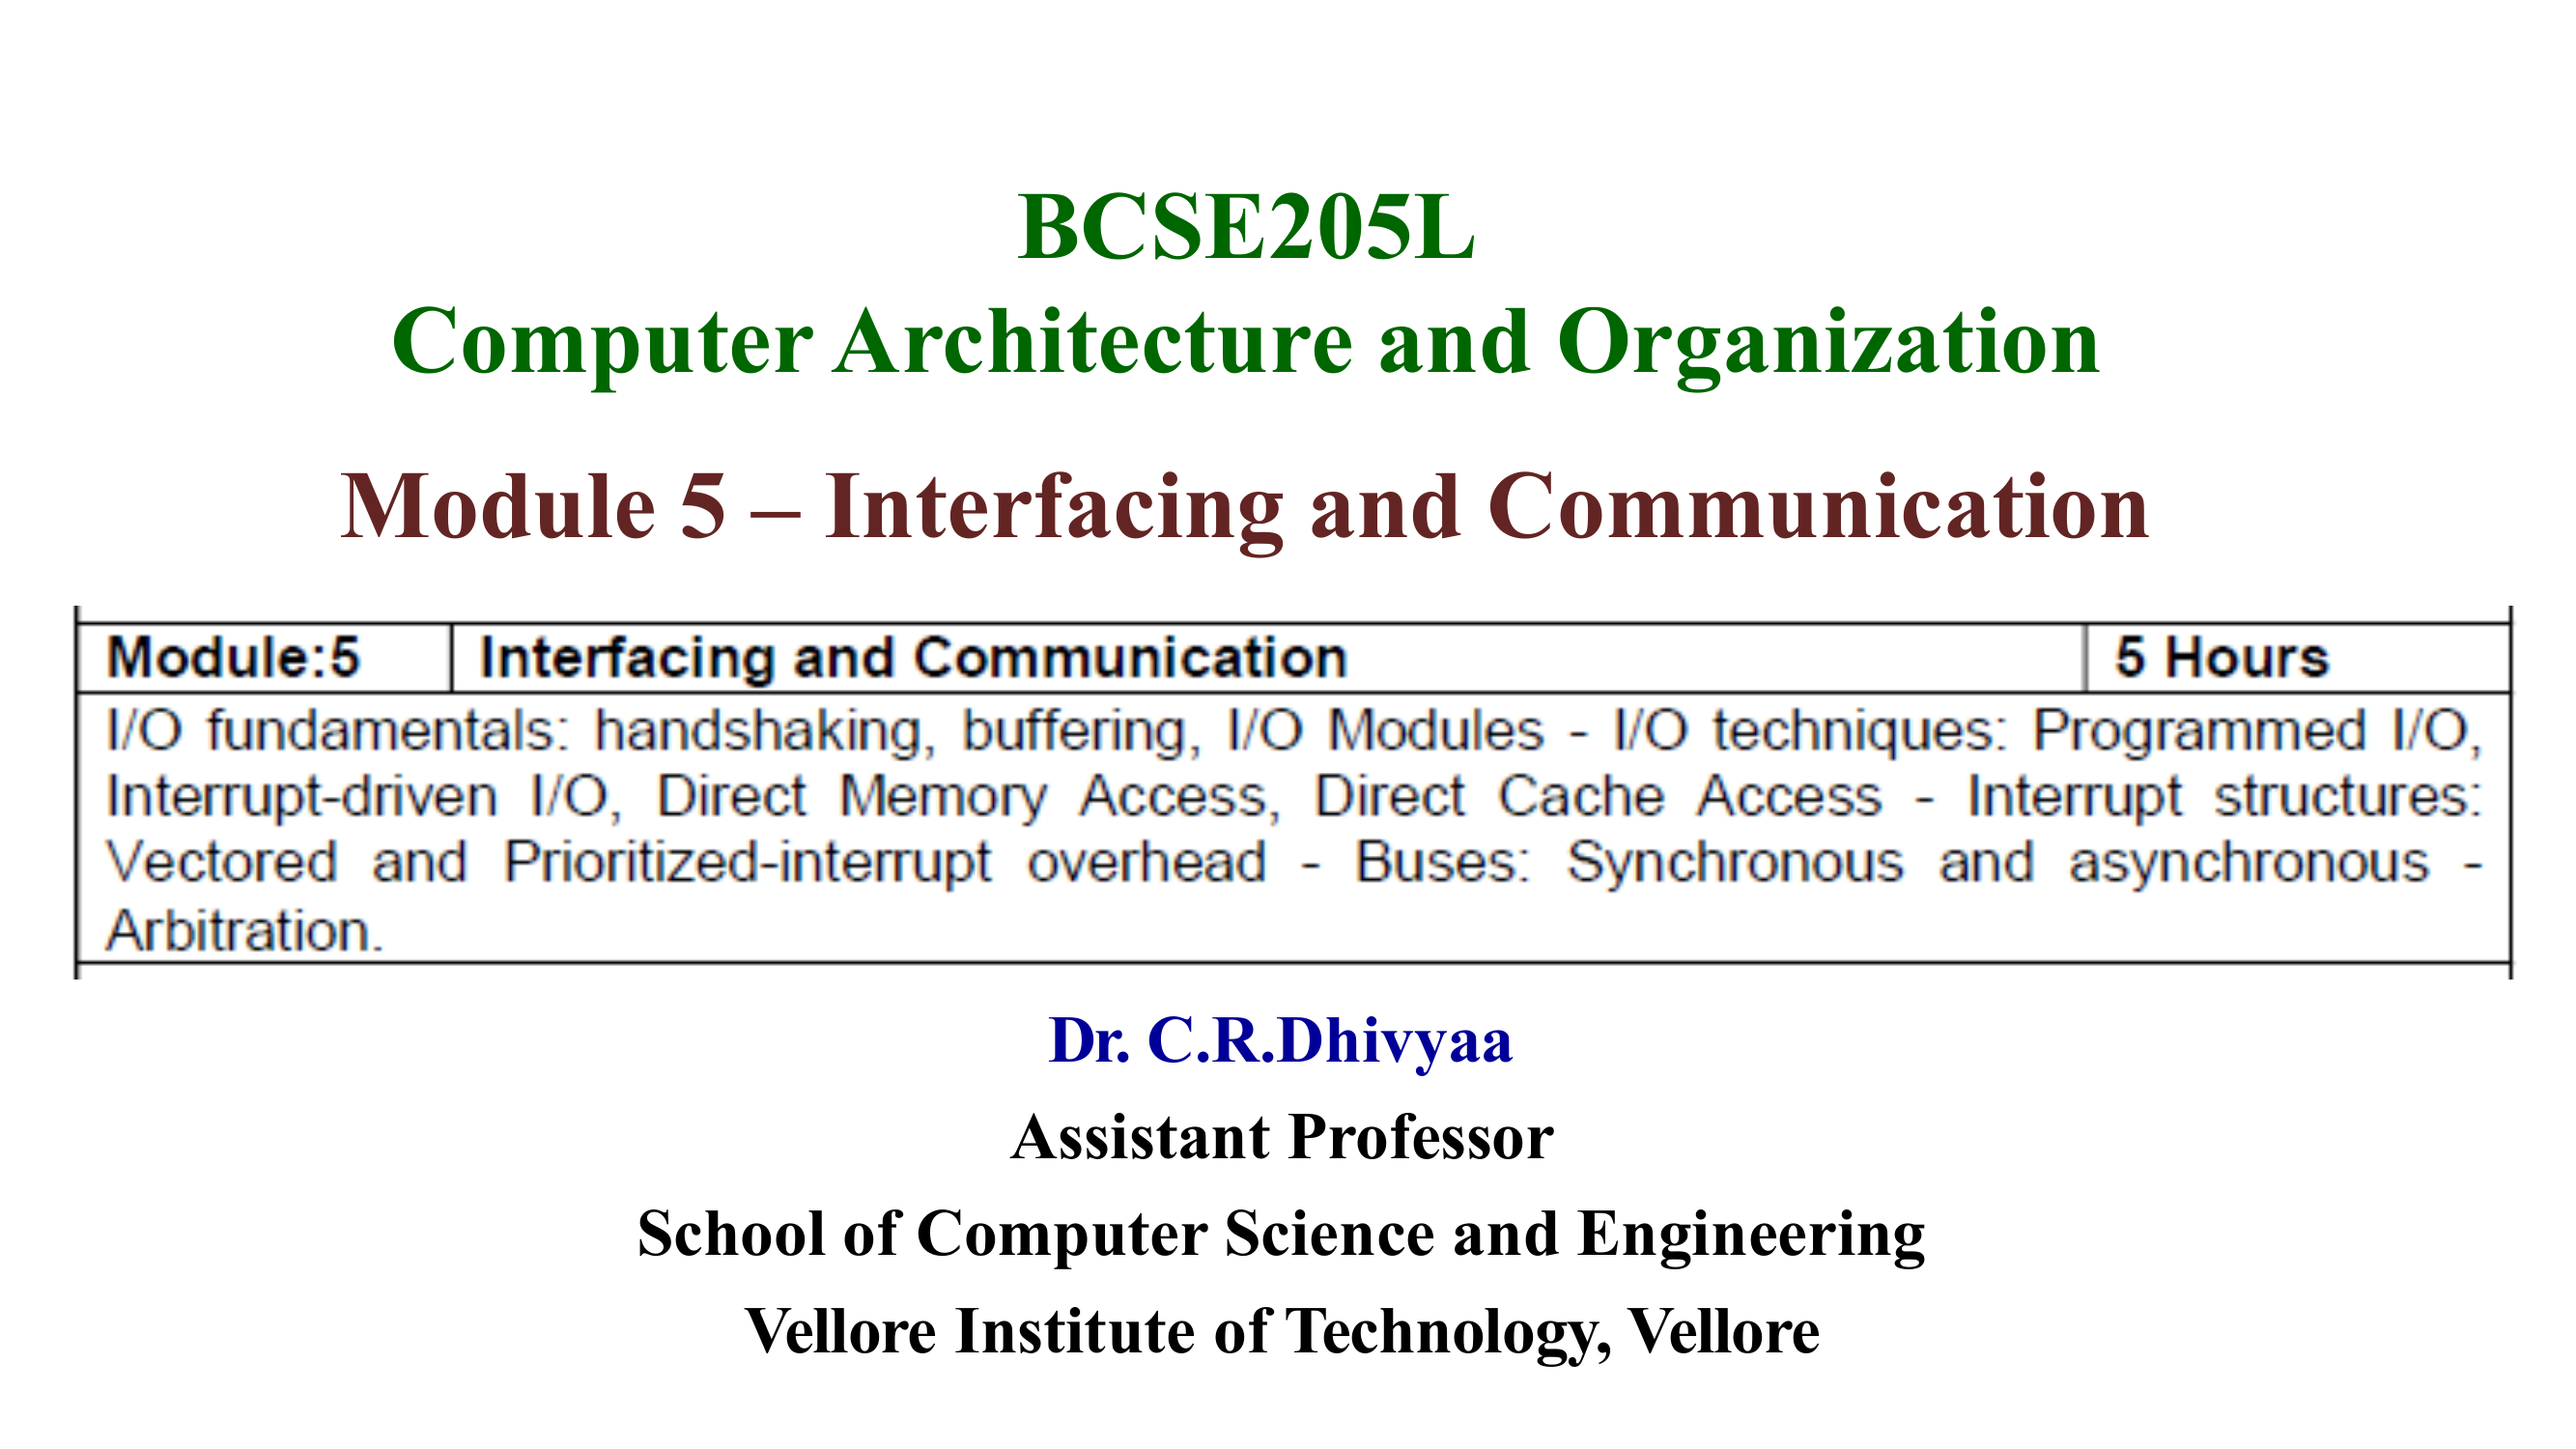 BCSE205L
Computer Architecture and Organization
Module 5 – Interfacing and Communication
Module:5 Interfacing and Communication 5 Hours
I/O fundamentals: handshaking, buffering, I/O Modules - I/O techniques: Programmed I/O,
Interrupt-driven I/O, Direct Memory Access, Direct Cache Access - Interrupt structures:
Vectored and Prioritized-interrupt overhead - Buses: Synchronous and asynchronous -
Arbitration.
Dr. C.R.Dhivyaa
Assistant Professor
School of Computer Science and Engineering
Vellore Institute of Technology, Vellore